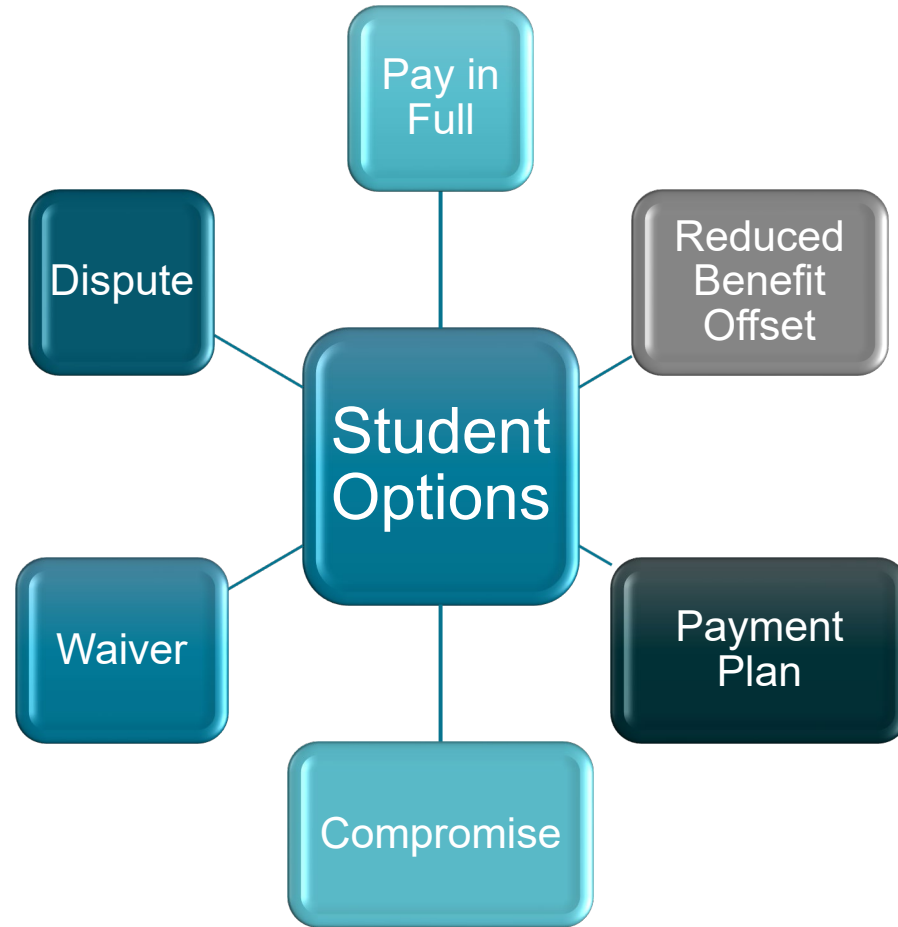 Pay in
Full
Reduced
Benefit
Offset
Payment
Plan
Compromise
Waiver
Dispute
Student
Options